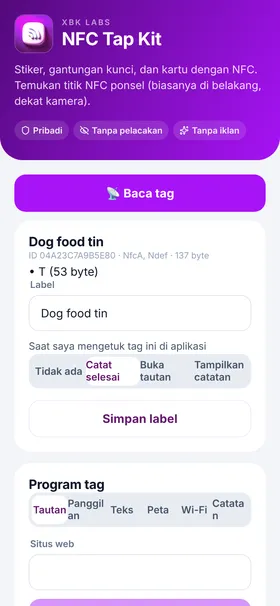 XBK LABS
NFC Tap Kit
Stiker, gantungan kunci, dan kartu dengan NFC.
Temukan titik NFC ponsel (biasanya di belakang,
dekat kamera).
Pribadi
Tanpa pelacakan
Tanpa iklan
📡 Baca tag
Dog food tin
ID 04A23C7A9B5E80 · NfcA, Ndef · 137 byte
• T (53 byte)
Label
Dog food tin
Saat saya mengetuk tag ini di aplikasi
Tidak ada
Catat
selesai
Buka
tautan
Tampilkan
catatan
Simpan label
Program tag
Tautan
Panggil
an
Teks
Peta
Wi-Fi
Catata
n
Situs web